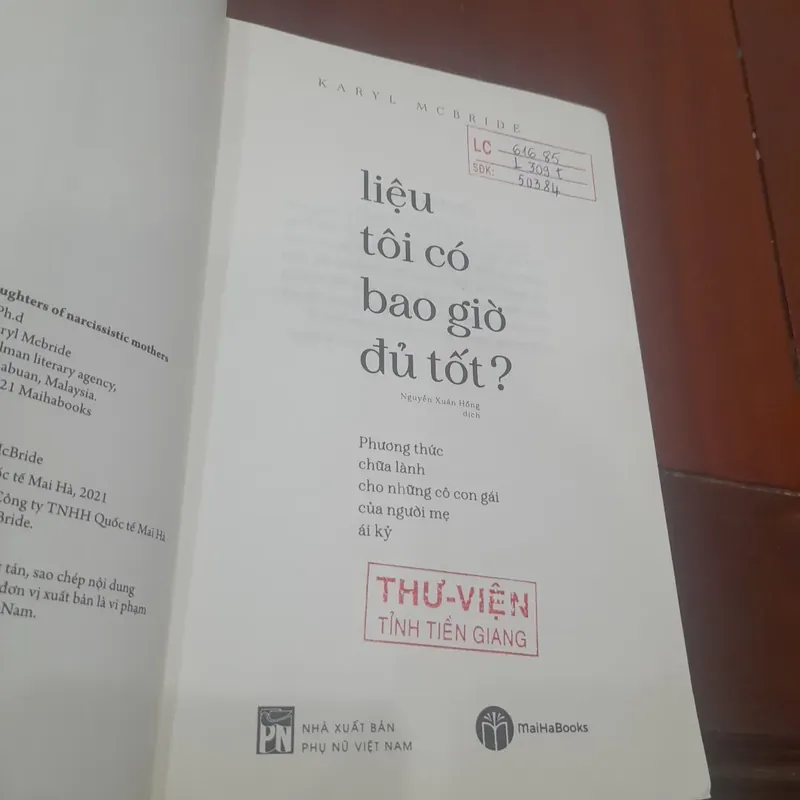 ughters of narcissistic mothers
Ph.d
ryl Mcbride
lman literary agency,
abuan, Malaysia.
21 Maihabooks
McBride
ốc tế Mai Hà, 2021
Công ty TNHH Quốc tế Mai Hà
Bride.
tán, sao chép nội dung
đơn vị xuất bản là vi phạm
Nam.
KARYL MCBRIDE
LC 616 85
L 309 t
SDK: 50384
liệu
tôi có
bao giờ
đủ tốt?
Nguyễn Xuân Hồng
dịch
Phương thức
chữa lành
cho những cô con gái
của người mẹ
ái kỷ
THƯ-VIỆN
TỈNH TIỀN GIANG
PN
NHÀ XUẤT BẢN
PHỤ NỮ VIỆT NAM
MaiHaBooks